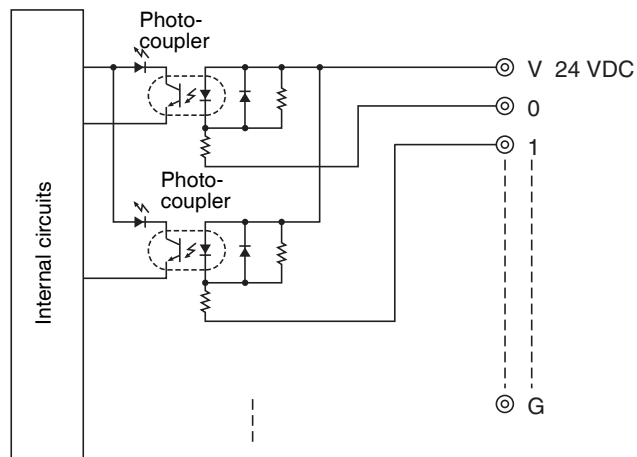 Photo-
coupler
V 24 VDC
0
1
Photo-
coupler
Internal circuits
G